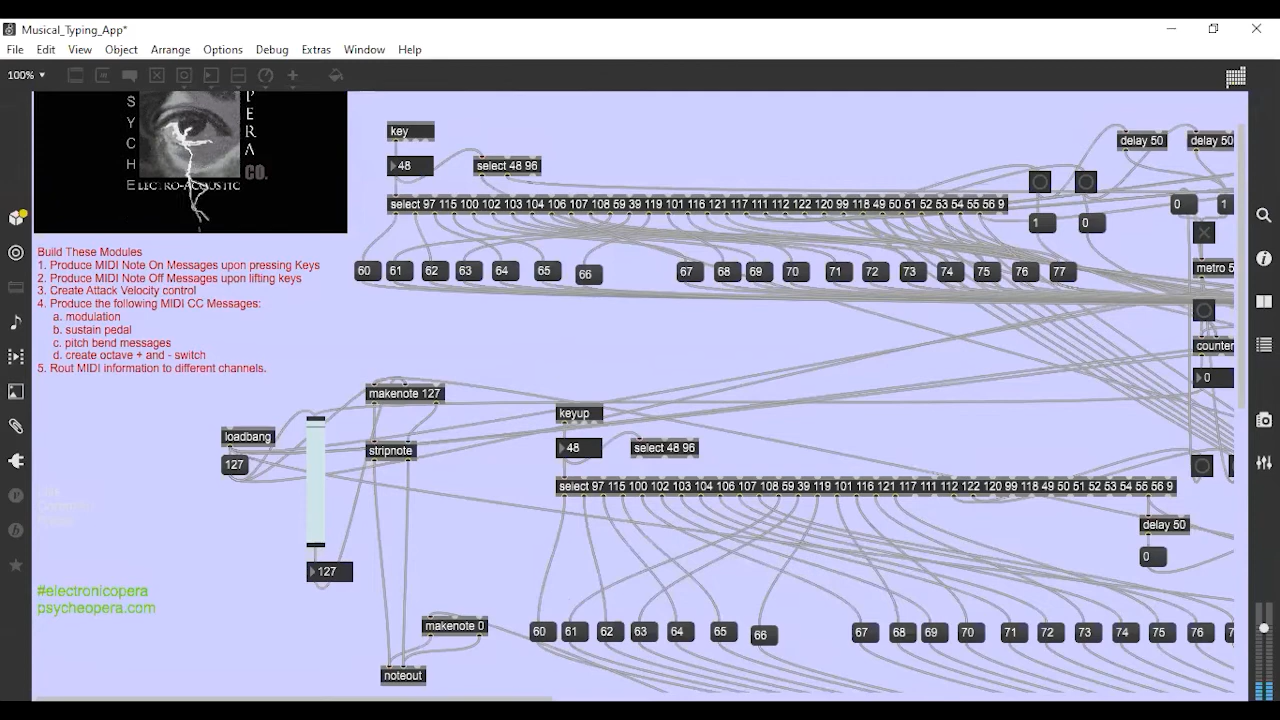 Musical_Typing_App*
File Edit View Object Arrange Options Debug Extras Window Help
100%
PSYCHE
OPERA
CO.
ELECTRO-ACOUSTIC
key
48
select 48 96
select 97 115 100 102 103 104 106 107 108 59 39 119 101 116 121 117 111 112 122 120 99 118 49 50 51 52 53 54 55 56 9
delay 50
delay 50
1
0
0
1
metro 5
counter
0
60 61 62 63 64 65 66 67 68 69 70 71 72 73 74 75 76 77
Build These Modules
1. Produce MIDI Note On Messages upon pressing Keys
2. Produce MIDI Note Off Messages upon lifting keys
3. Create Attack Velocity control
4. Produce the following MIDI CC Messages:
a. modulation
b. sustain pedal
c. pitch bend messages
d. create octave + and - switch
5. Rout MIDI information to different channels.
makenote 127
loadbang
127
stripnote
127
keyup
48
select 48 96
select 97 115 100 102 103 104 106 107 108 59 39 119 101 116 121 117 111 112 122 120 99 118 49 50 51 52 53 54 55 56 9
delay 50
0
#electronicopera
psycheopera.com
makenote 0
60 61 62 63 64 65 66 67 68 69 70 71 72 73 74 75 76
noteout